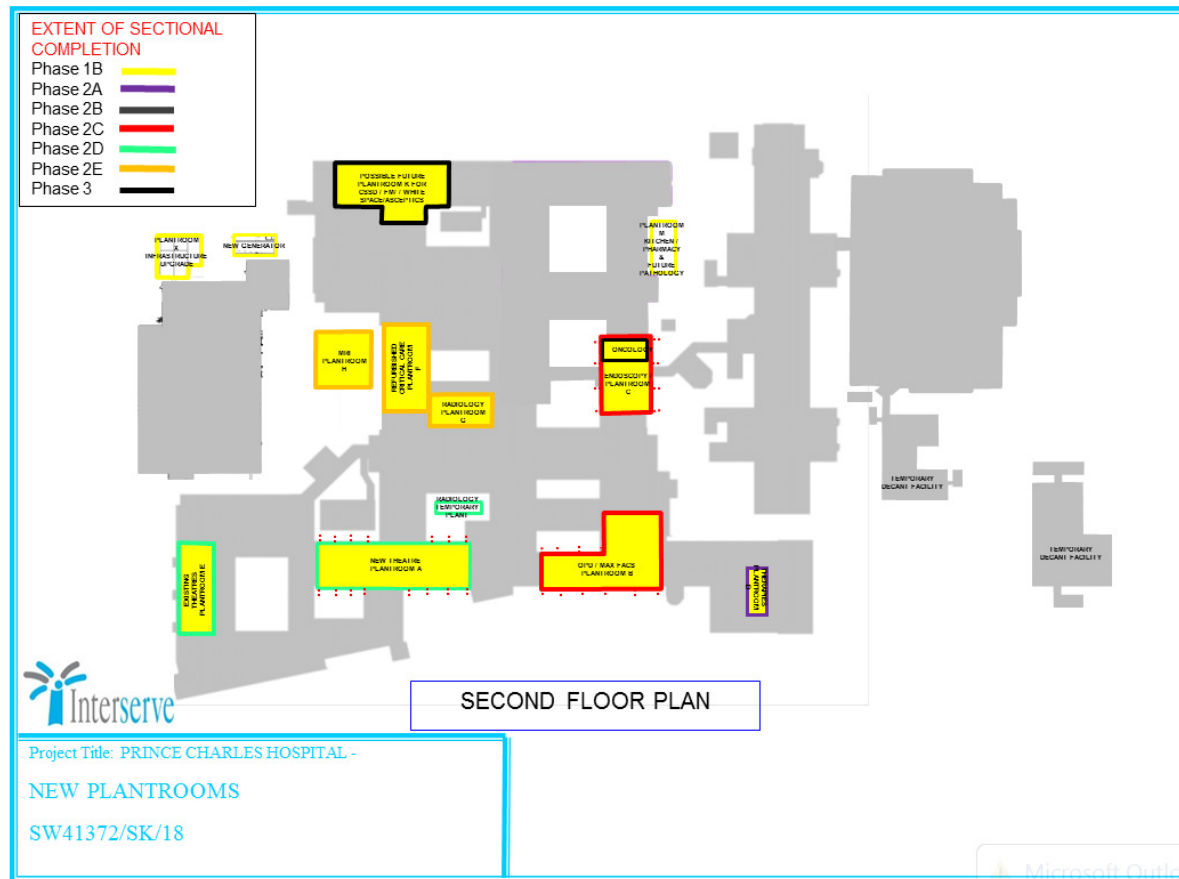 EXTENT OF SECTIONAL
COMPLETION
Phase 1B
Phase 2A
Phase 2B
Phase 2C
Phase 2D
Phase 2E
Phase 3
POSSIBLE FUTURE
PLANTROOM K FOR
CSSD / FM / WHITE
SPACE/ASCEPTICS
PLANTROOM
X
INFRASTRUCTURE
UPGRADE
NEW GENERATOR
PLANTROOM
M
KITCHEN /
PHARMACY
&
FUTURE
PATHOLOGY
MRI
PLANTROOM
H
REFURBISHED
CRITICAL CARE
PLANTROOM
F
RADIOLOGY
PLANTROOM
G
ONCOLOGY
ENDOSCOPY
PLANTROOM
C
TEMPORARY
DECANT FACILITY
RADIOLOGY
TEMPORARY
PLANT
EXISTING
THEATRES
PLANTROOM E
NEW THEATRE
PLANTROOM A
OPD / MAX FACS
PLANTROOM B
THERAPIES
PLANTROOM
TEMPORARY
DECANT FACILITY
Interserve
SECOND FLOOR PLAN
Project Title: PRINCE CHARLES HOSPITAL -
NEW PLANTROOMS
SW41372/SK/18
Microsoft